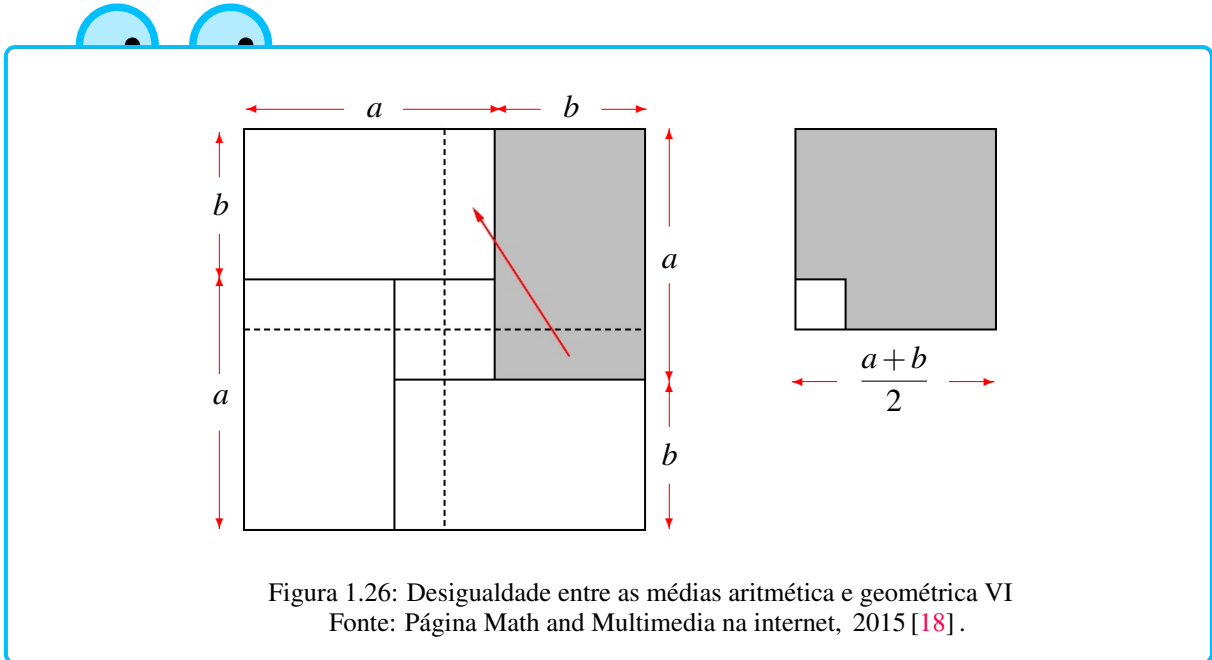 a b
b
a
a
b
a + b
2
Figura 1.26: Desigualdade entre as médias aritmética e geométrica VI
Fonte: Página Math and Multimedia na internet, 2015 [18] .